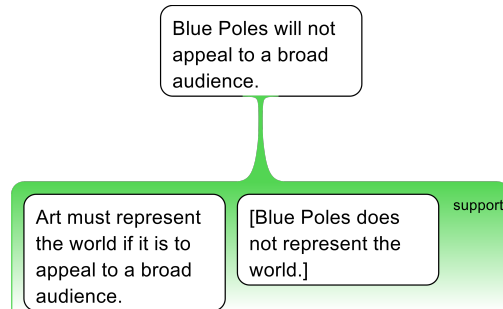 Blue Poles will not
appeal to a broad
audience.
Art must represent
the world if it is to
appeal to a broad
audience.
[Blue Poles does
not represent the
world.]
support